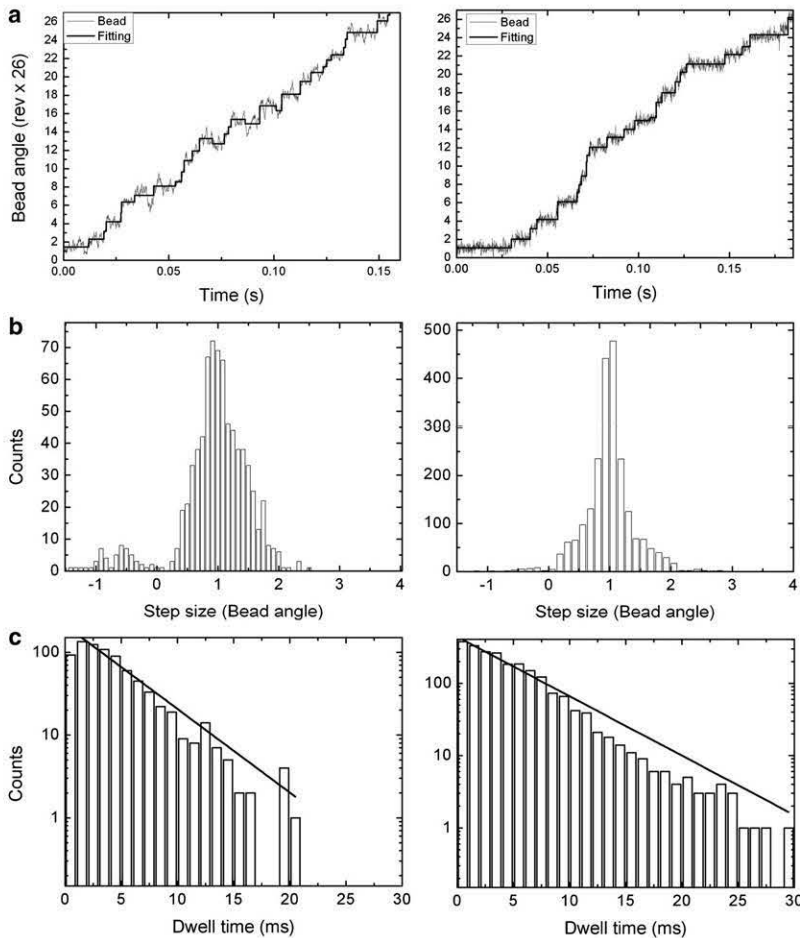 a
Bead
Fitting
Bead angle (rev x 26)
26
24
22
20
18
16
14
12
10
8
6
4
2
0
0.00 0.05 0.10 0.15
Time (s)
Bead
Fitting
26
24
22
20
18
16
14
12
10
8
6
4
2
0
0.00 0.05 0.10 0.15
Time (s)
b
Counts
70
60
50
40
30
20
10
0
-1 0 1 2 3 4
Step size (Bead angle)
500
400
300
200
100
0
-1 0 1 2 3 4
Step size (Bead angle)
c
Counts
100
10
1
0 5 10 15 20 25 30
Dwell time (ms)
100
10
1
0 5 10 15 20 25 30
Dwell time (ms)